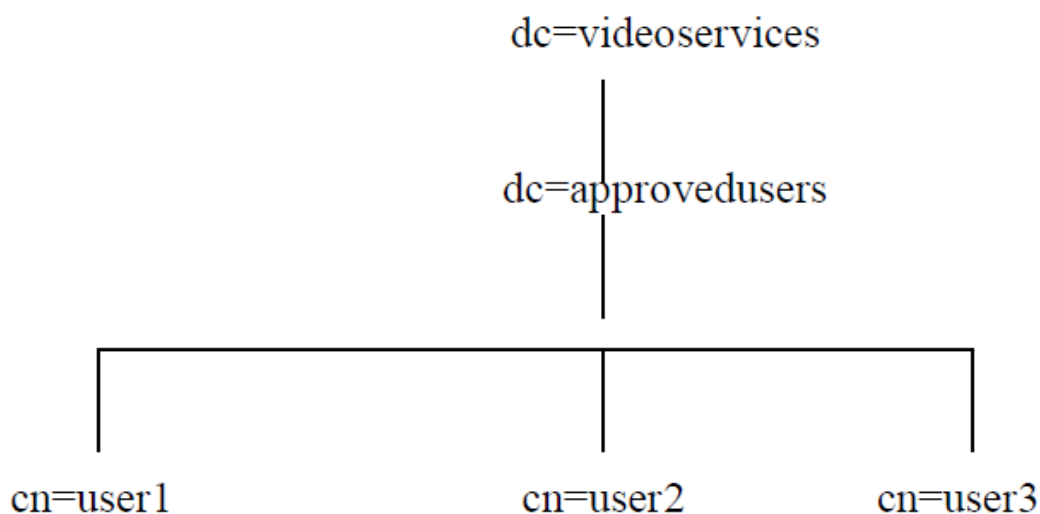 dc=videoservices
dc=approvedusers
cn=user1
cn=user2
cn=user3